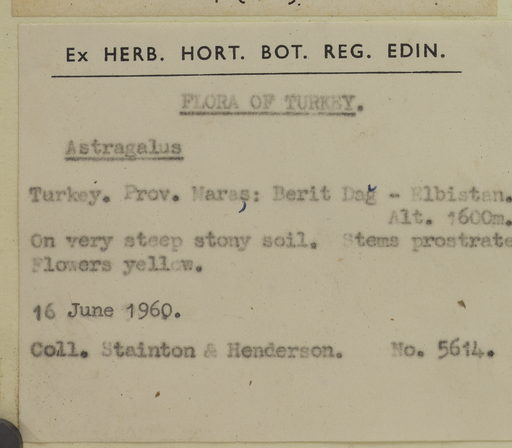 Ex HERB. HORT. BOT. REG. EDIN.
FLORA OF TURKEY.
Astragalus
Turkey. Prov. Maraş: Berit Dağ - Elbistan.
Alt. 1600m.
On very steep stony soil. Stems prostrate
Flowers yellow.
16 June 1960.
Coll. Stainton & Henderson. No. 5614.